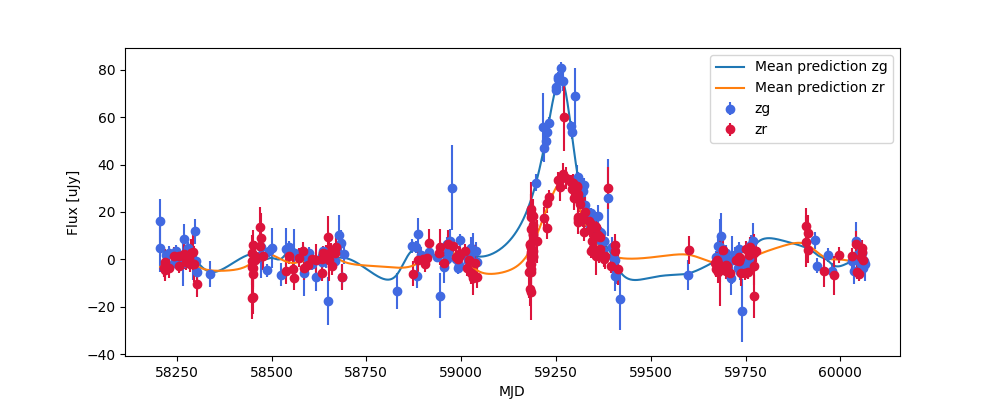 Flux [uJy]
80
60
40
20
0
−20
−40
58250
58500
58750
59000
59250
59500
59750
60000
MJD
Mean prediction zg
Mean prediction zr
zg
zr